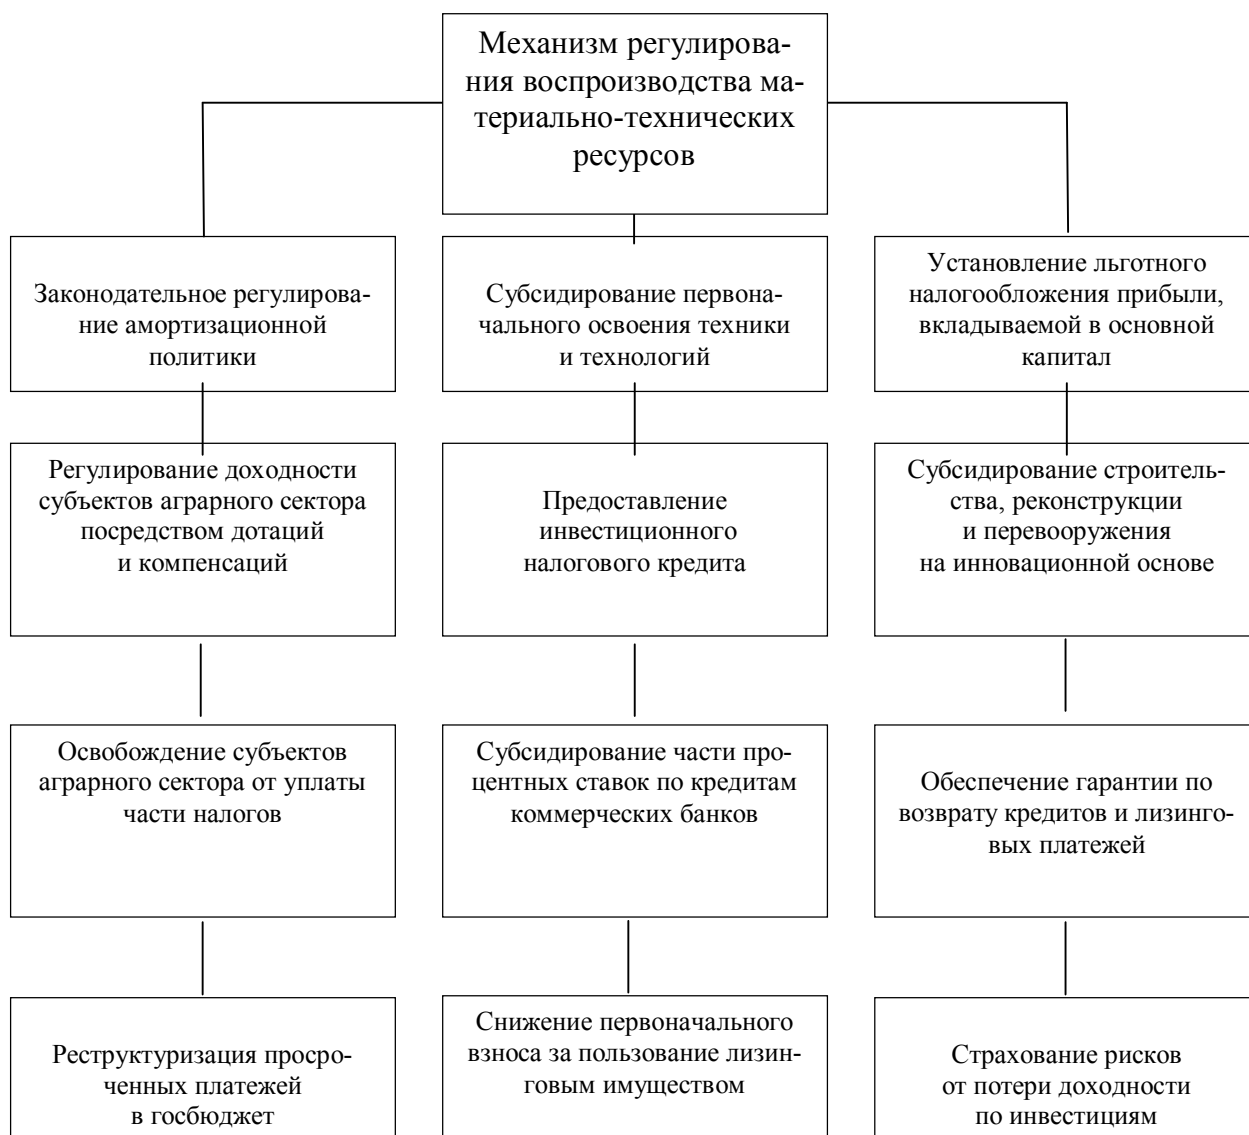 Механизм регулирова-
ния воспроизводства ма-
териально-технических
ресурсов
Законодательное регулирова-
ние амортизационной
политики
Субсидирование первона-
чального освоения техники
и технологий
Установление льготного
налогообложения прибыли,
вкладываемой в основной
капитал
Регулирование доходности
субъектов аграрного сектора
посредством дотаций
и компенсаций
Предоставление
инвестиционного
налогового кредита
Субсидирование строитель-
ства, реконструкции
и перевооружения
на инновационной основе
Освобождение субъектов
аграрного сектора от уплаты
части налогов
Субсидирование части про-
центных ставок по кредитам
коммерческих банков
Обеспечение гарантии по
возврату кредитов и лизинго-
вых платежей
Реструктуризация просро-
ченных платежей
в госбюджет
Снижение первоначального
взноса за пользование лизин-
говым имуществом
Страхование рисков
от потери доходности
по инвестициям